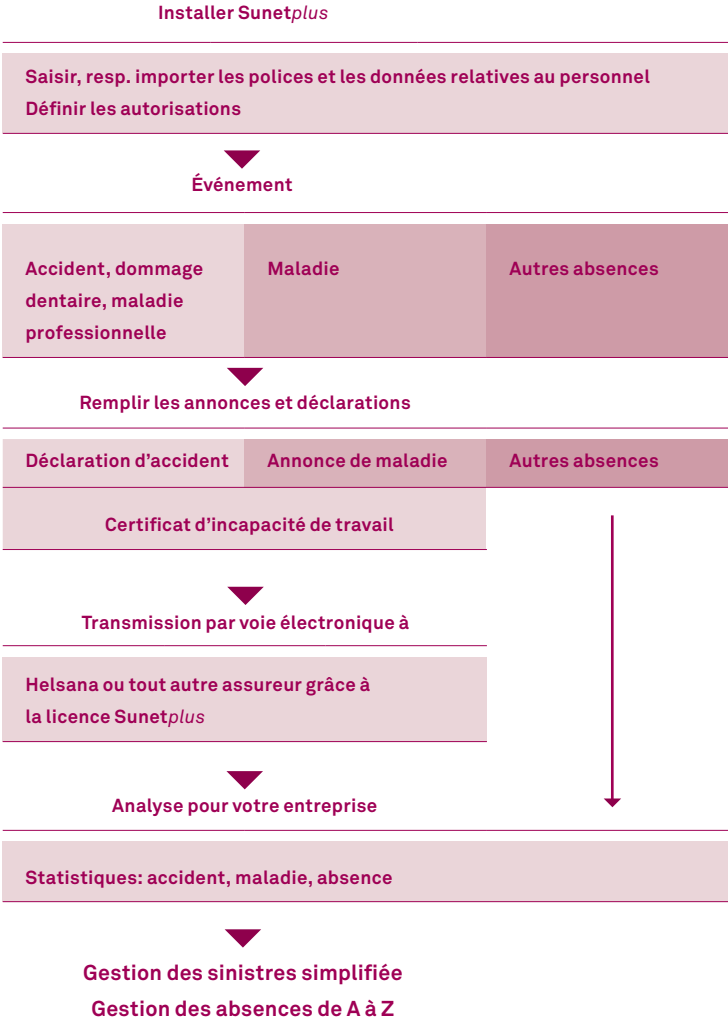 Installer Sunetplus
Saisir, resp. importer les polices et les données relatives au personnel
Définir les autorisations
Événement
Accident, dommage
dentaire, maladie
professionnelle
Maladie
Autres absences
Remplir les annonces et déclarations
Déclaration d'accident
Annonce de maladie
Autres absences
Certificat d'incapacité de travail
Transmission par voie électronique à
Helsana ou tout autre assureur grâce à
la licence Sunetplus
Analyse pour votre entreprise
Statistiques: accident, maladie, absence
Gestion des sinistres simplifiée
Gestion des absences de A à Z